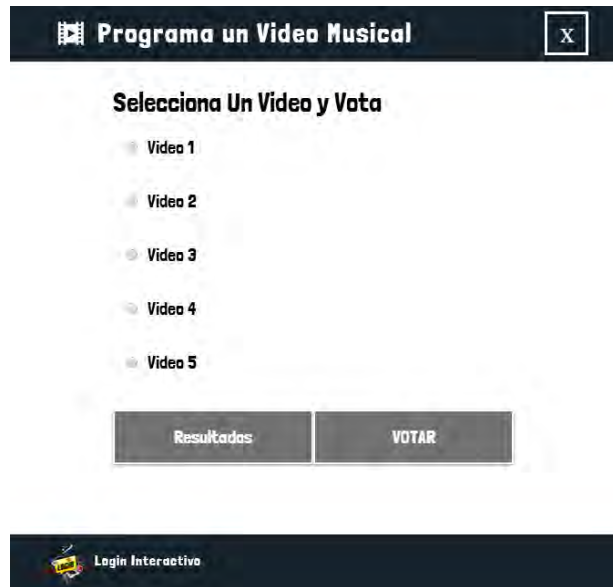 Programa un Video Musical
X
Selecciona Un Video y Vota
Video 1
Video 2
Video 3
Video 4
Video 5
Resultados
VOTAR
LOGIN
Login Interactivo